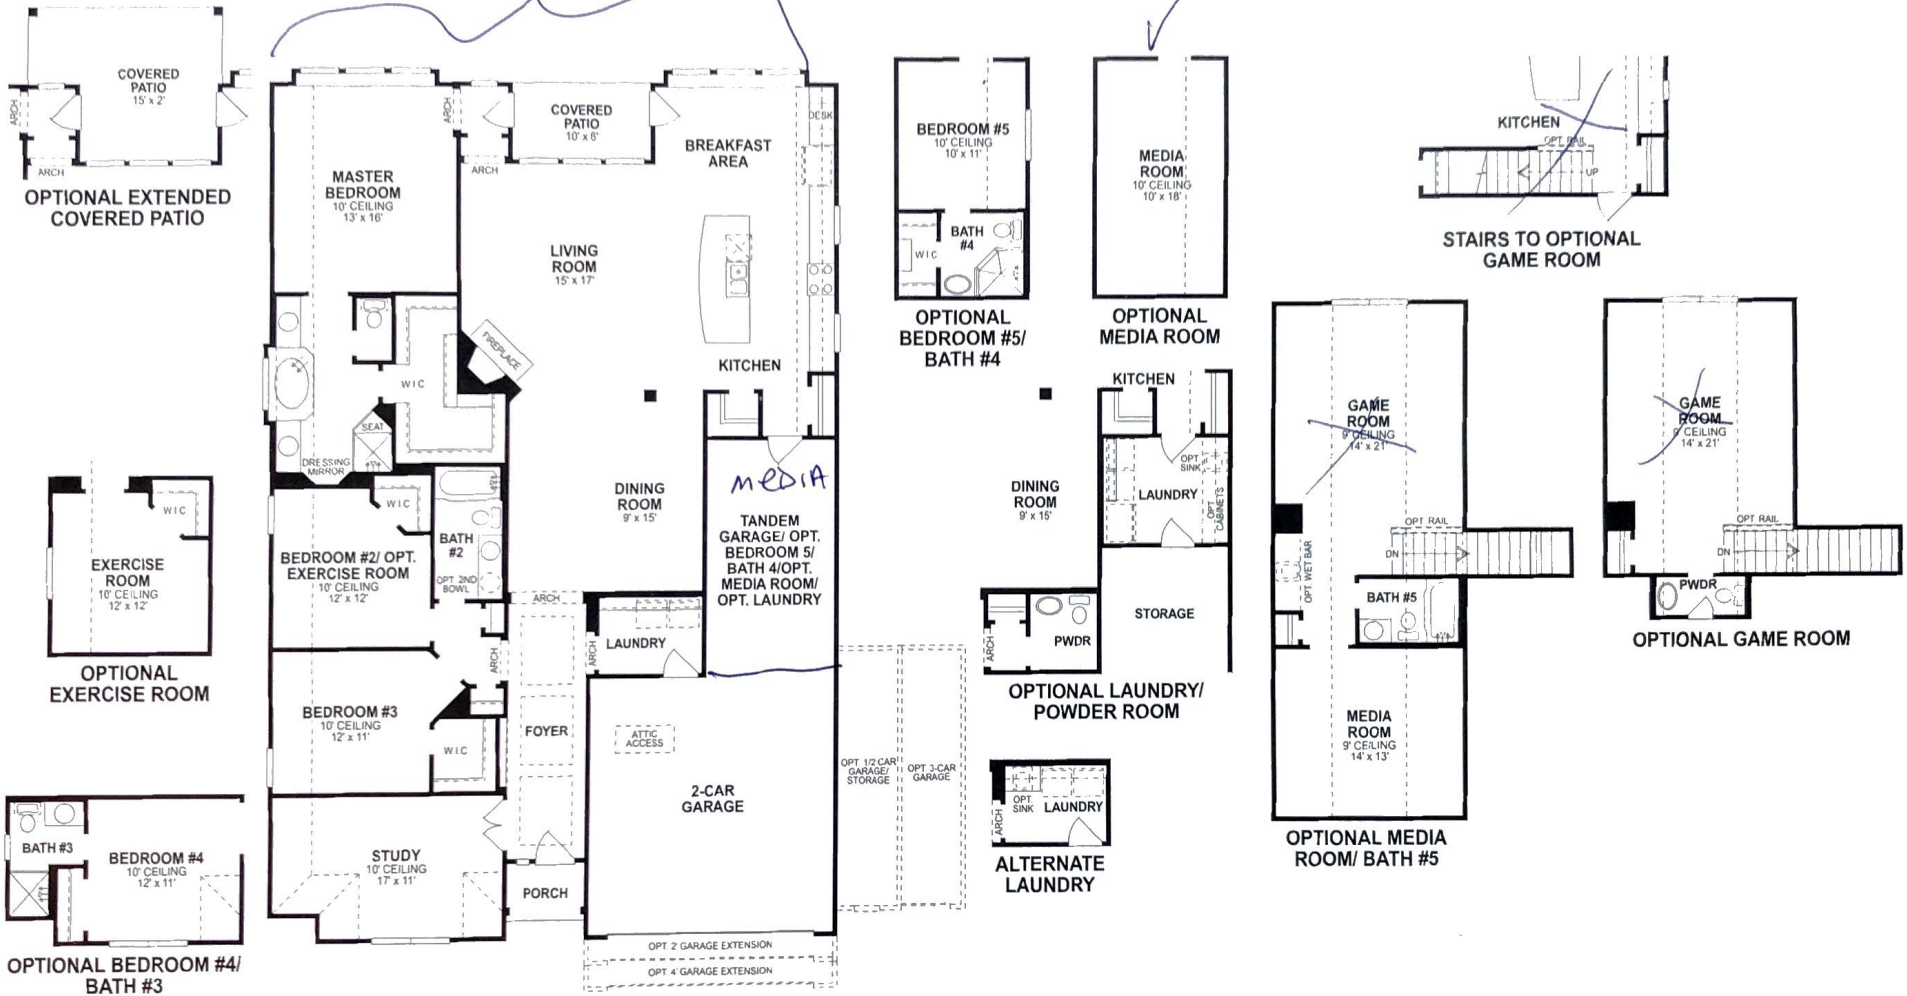 COVERED
PATIO
15' x 2'
ARCH
ARCH
OPTIONAL EXTENDED
COVERED PATIO
EXERCISE
ROOM
10' CEILING
12' x 12'
WIC
OPTIONAL
EXERCISE ROOM
BATH #3
BEDROOM #4
10' CEILING
12' x 11'
OPTIONAL BEDROOM #4/
BATH #3
MASTER
BEDROOM
10' CEILING
13' x 16'
ARCH
COVERED
PATIO
10' x 6'
ARCH
BREAKFAST
AREA
DESK
LIVING
ROOM
15' x 17'
FIREPLACE
KITCHEN
WIC
SEAT
DRESSING
MIRROR
WIC
BATH
#2
OPT. 2ND
BOWL
BEDROOM #2/ OPT.
EXERCISE ROOM
10' CEILING
12' x 12'
DINING
ROOM
9' x 15'
MEDIA
TANDEM
GARAGE/ OPT.
BEDROOM 5/
BATH 4/OPT.
MEDIA ROOM/
OPT. LAUNDRY
ARCH
LAUNDRY
ARCH
ARCH
BEDROOM #3
10' CEILING
12' x 11'
WIC
FOYER
ATTIC
ACCESS
2-CAR
GARAGE
OPT. 1/2 CAR
GARAGE/
STORAGE
OPT. 3-CAR
GARAGE
STUDY
10' CEILING
17' x 11'
PORCH
OPT. 2' GARAGE EXTENSION
OPT. 4' GARAGE EXTENSION
BEDROOM #5
10' CEILING
10' x 11'
WIC
BATH
#4
OPTIONAL
BEDROOM #5/
BATH #4
MEDIA
ROOM
10' CEILING
10' x 18'
OPTIONAL
MEDIA ROOM
KITCHEN
OPT.
SINK
LAUNDRY
OPT.
CABINETS
DINING
ROOM
9' x 15'
STORAGE
ARCH
PWDR
OPTIONAL LAUNDRY/
POWDER ROOM
OPT.
SINK
LAUNDRY
ARCH
ALTERNATE
LAUNDRY
KITCHEN
OPT. RAIL
UP
STAIRS TO OPTIONAL
GAME ROOM
GAME
ROOM
9' CEILING
14' x 21'
OPT. RAIL
DN
OPT. WET BAR
BATH #5
MEDIA
ROOM
9' CEILING
14' x 13'
OPTIONAL MEDIA
ROOM/ BATH #5
GAME
ROOM
9' CEILING
14' x 21'
OPT. RAIL
DN
PWDR
OPTIONAL GAME ROOM